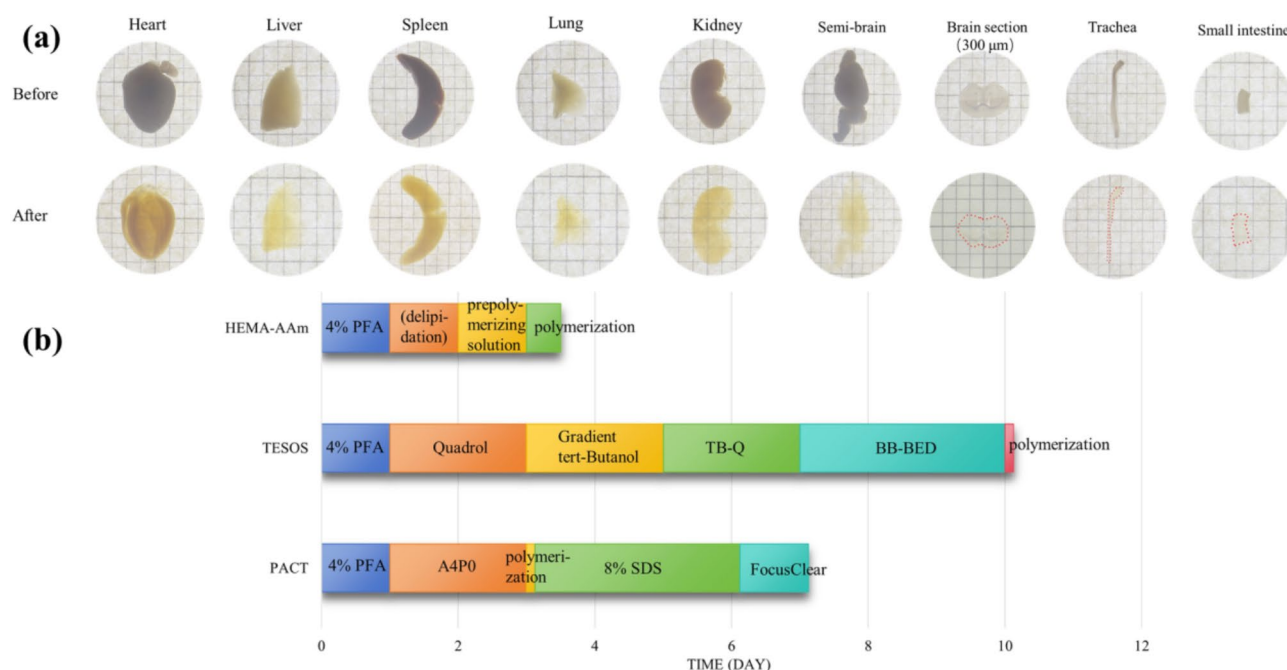 (a)
Heart
Liver
Spleen
Lung
Kidney
Semi-brain
Brain section
(300 μm)
Trachea
Small intestine
Before
After
(b)
HEMA-AAm
4% PFA
(delipi-
dation)
prepoly-
merizing
solution
polymerization
TESOS
4% PFA
Quadrol
Gradient
tert-Butanol
TB-Q
BB-BED
polymerization
PACT
4% PFA
A4P0
polymeri-
zation
8% SDS
FocusClear
0
2
4
6
8
10
12
TIME (DAY)